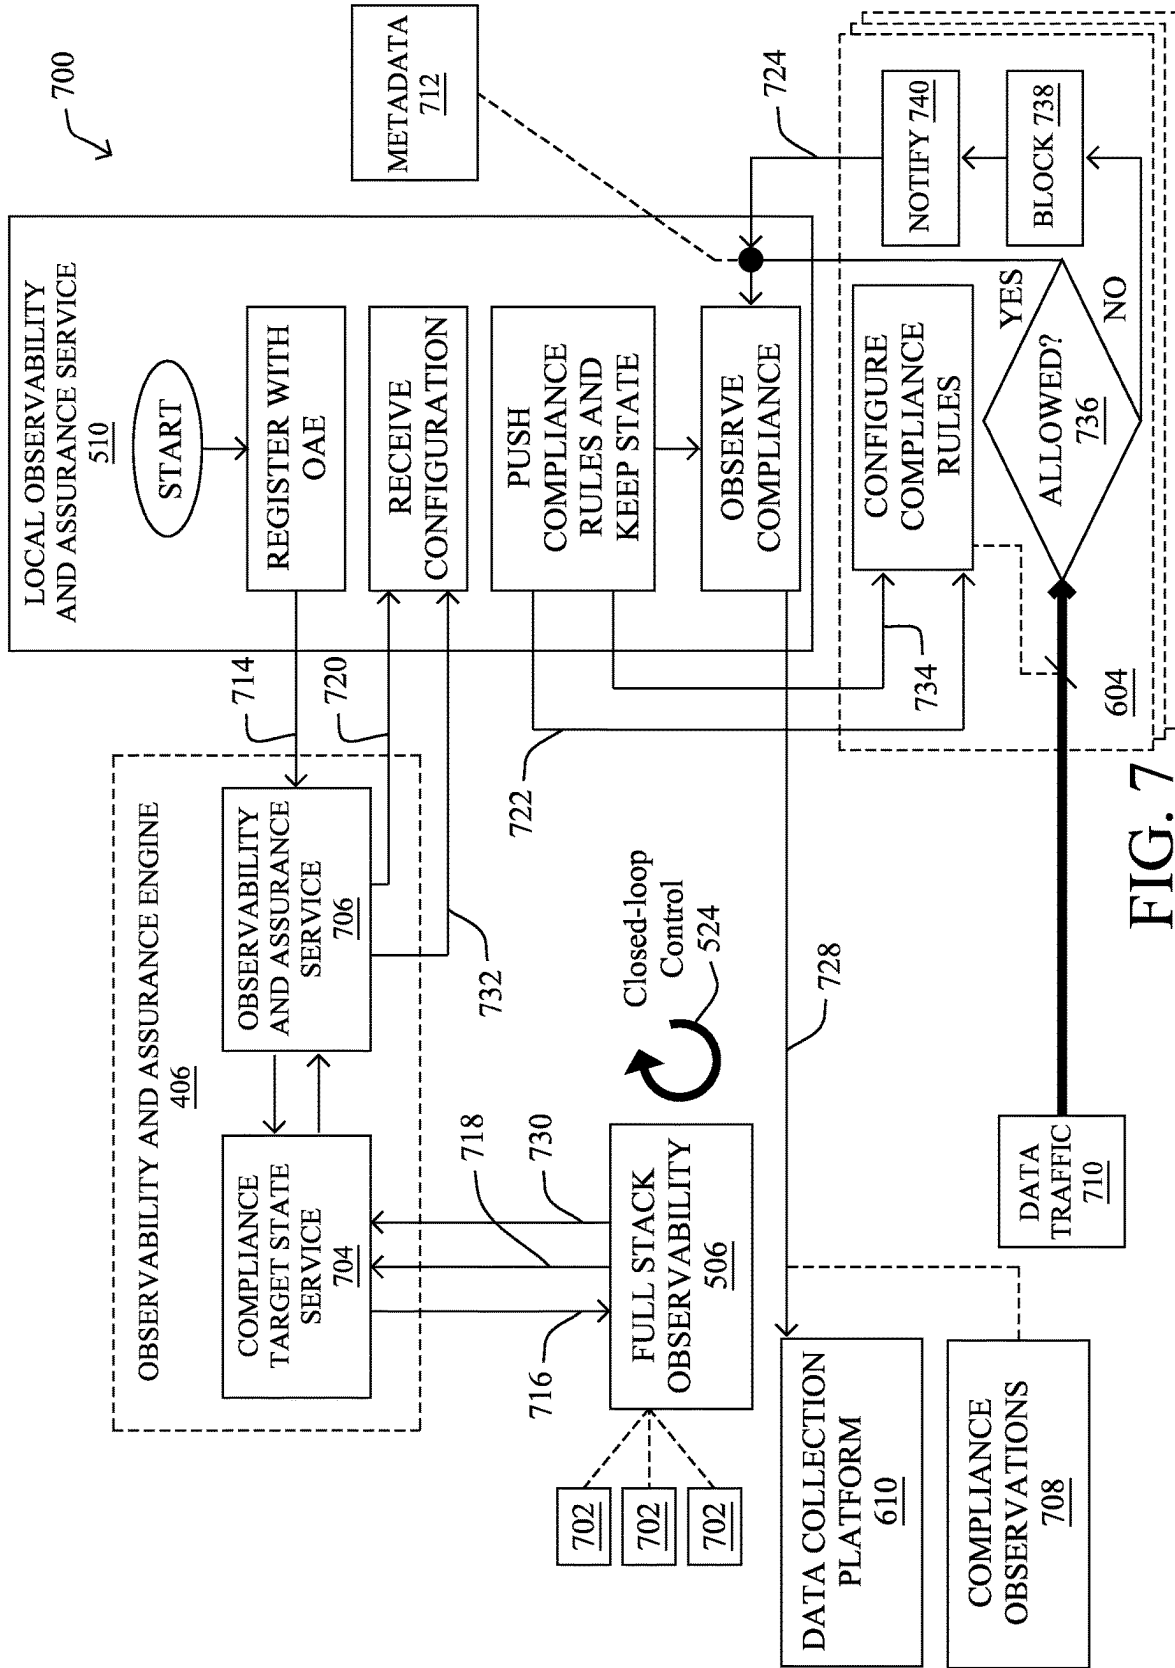 700
LOCAL OBSERVABILITY
AND ASSURANCE SERVICE
510
START
REGISTER WITH
OAE
RECEIVE
CONFIGURATION
PUSH
COMPLIANCE
RULES AND
KEEP STATE
OBSERVE
COMPLIANCE
METADATA
712
OBSERVABILITY AND ASSURANCE ENGINE
406
COMPLIANCE
TARGET STATE
SERVICE
704
OBSERVABILITY
AND ASSURANCE
SERVICE
706
714
720
732
716
718
730
FULL STACK
OBSERVABILITY
506
702
702
702
Closed-loop
Control
524
722
734
728
724
DATA COLLECTION
PLATFORM
610
COMPLIANCE
OBSERVATIONS
708
DATA
TRAFFIC
710
CONFIGURE
COMPLIANCE
RULES
ALLOWED?
736
YES
NO
NOTIFY 740
BLOCK 738
604
FIG. 7